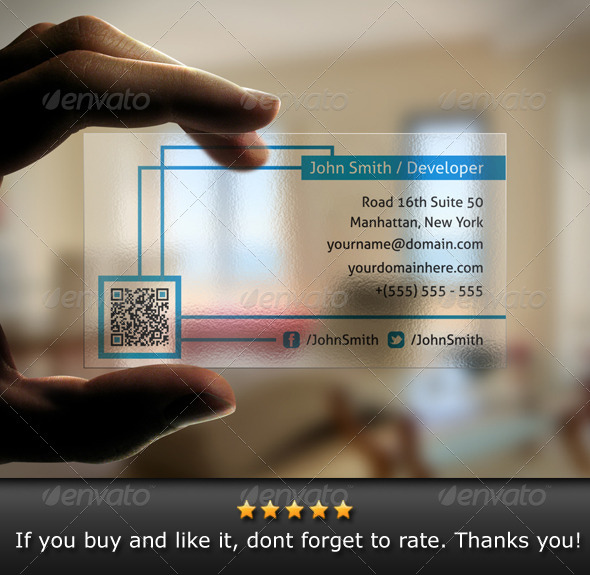 envato envato envato
John Smith / Developer
Road 16th Suite 50
Manhattan, New York
yourname@domain.com
yourdomainhere.com
+(555) 555 - 555
envato envato envato
f /JohnSmith /JohnSmith
envato envato envato
If you buy and like it, dont forget to rate. Thanks you!